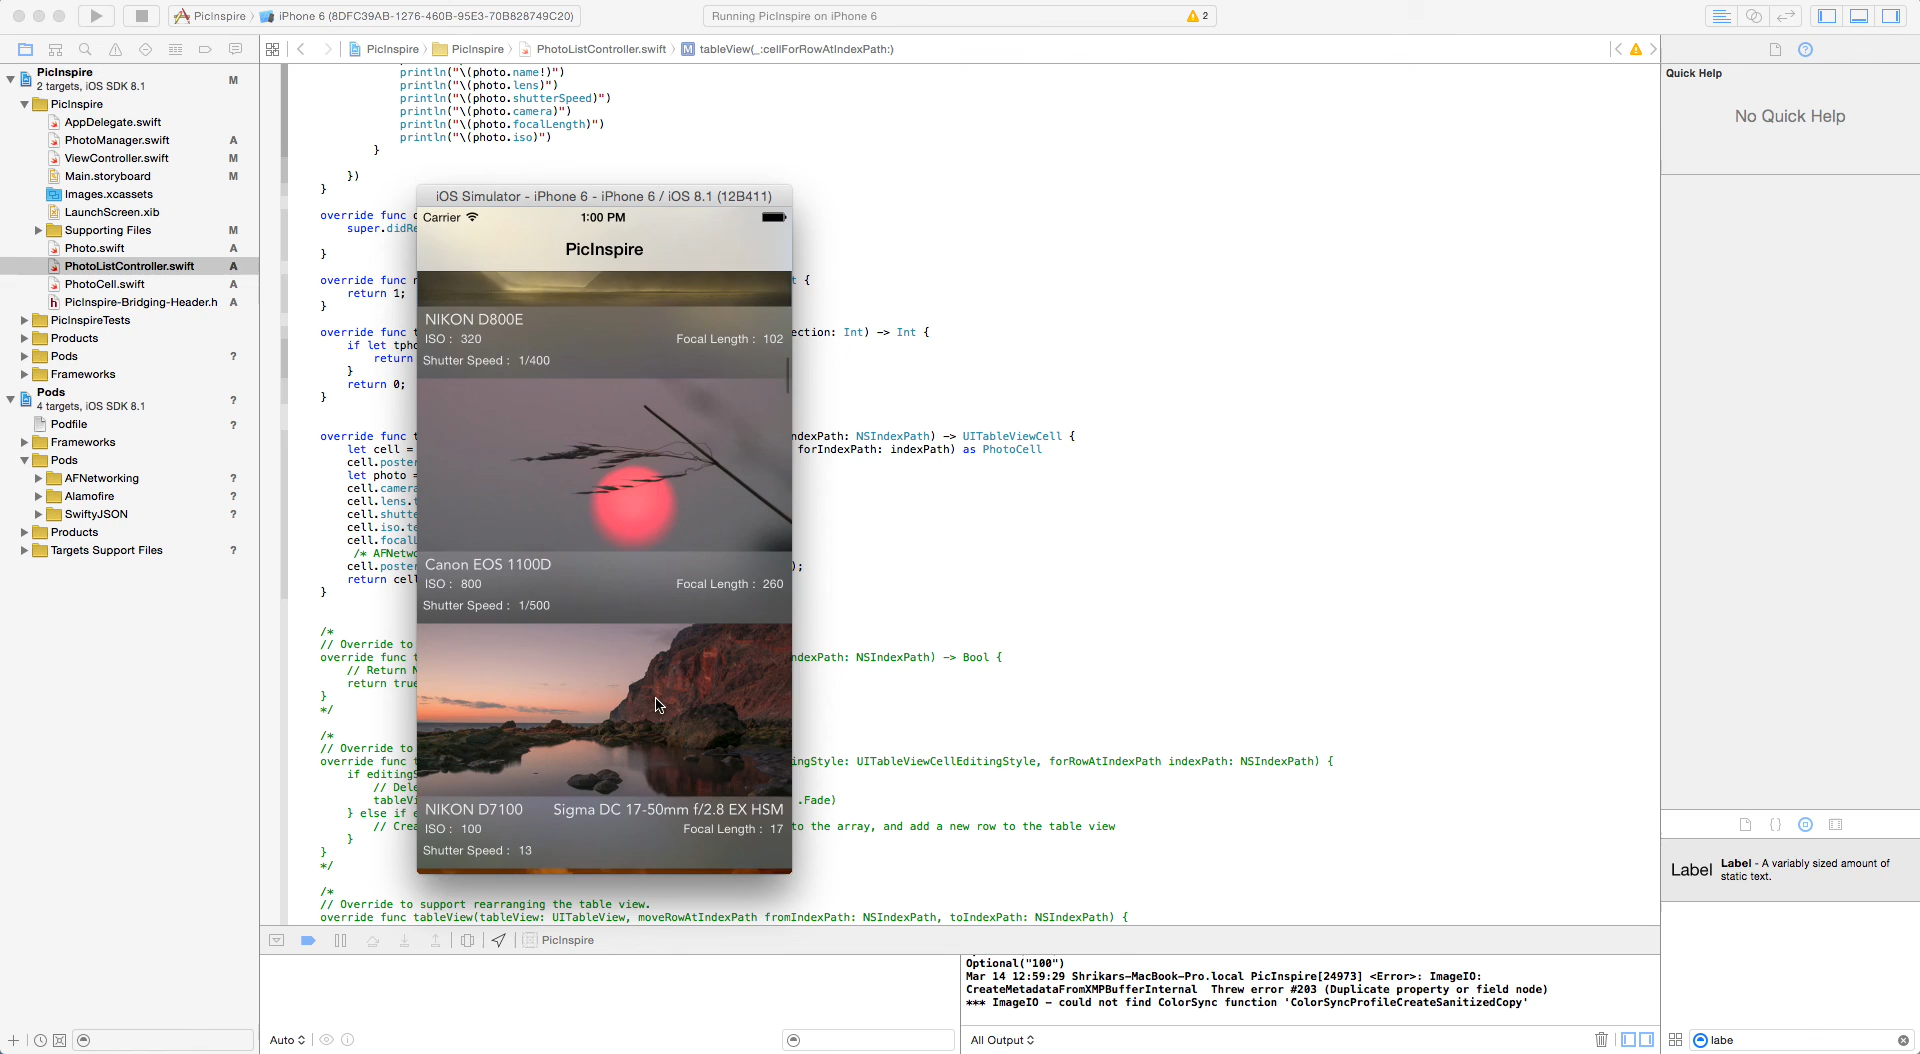 PicInspire 〉 iPhone 6 (8DFC39AB-1276-460B-95E3-70B828749C20)
Running PicInspire on iPhone 6
2
PicInspire 〉 PicInspire 〉 PhotoListController.swift 〉 M tableView(_:cellForRowAtIndexPath:)
PicInspire M
2 targets, iOS SDK 8.1
PicInspire
AppDelegate.swift
PhotoManager.swift A
ViewController.swift M
Main.storyboard M
Images.xcassets
LaunchScreen.xib
Supporting Files M
Photo.swift A
PhotoListController.swift A
PhotoCell.swift A
h PicInspire-Bridging-Header.h A
PicInspireTests
Products
Pods ?
Frameworks
Pods ?
4 targets, iOS SDK 8.1
Podfile ?
Frameworks
Pods
AFNetworking ?
Alamofire ?
SwiftyJSON ?
Products
Targets Support Files ?
println("\(photo.name!)")
println("\(photo.lens)")
println("\(photo.shutterSpeed)")
println("\(photo.camera)")
println("\(photo.focalLength)")
println("\(photo.iso)")
}
})
}
override func
super.didRe
}
override func t {
return 1;
}
override func ection: Int) -> Int {
if let tpho
return
}
return 0;
}
override func ndexPath: NSIndexPath) -> UITableViewCell {
let cell = forIndexPath: indexPath) as PhotoCell
cell.poster
let photo =
cell.camera
cell.lens.t
cell.shutte
cell.iso.te
cell.focalL
/* AFNetwo
cell.poster );
return cell
}
/*
// Override to
override func ndexPath: NSIndexPath) -> Bool {
// Return N
return true
}
*/
/*
// Override to
override func ingStyle: UITableViewCellEditingStyle, forRowAtIndexPath indexPath: NSIndexPath) {
if editingS
// Dele
tableVi .Fade)
} else if e
// Crea to the array, and add a new row to the table view
}
}
*/
/*
// Override to support rearranging the table view.
override func tableView(tableView: UITableView, moveRowAtIndexPath fromIndexPath: NSIndexPath, toIndexPath: NSIndexPath) {
iOS Simulator - iPhone 6 - iPhone 6 / iOS 8.1 (12B411)
Carrier 1:00 PM
PicInspire
NIKON D800E
ISO : 320 Focal Length : 102
Shutter Speed : 1/400
Canon EOS 1100D
ISO : 800 Focal Length : 260
Shutter Speed : 1/500
NIKON D7100 Sigma DC 17-50mm f/2.8 EX HSM
ISO : 100 Focal Length : 17
Shutter Speed : 13
PicInspire
Optional("100")
Mar 14 12:59:29 Shrikars-MacBook-Pro.local PicInspire[24973] <Error>: ImageIO:
CreateMetadataFromXMPBufferInternal Threw error #203 (Duplicate property or field node)
*** ImageIO - could not find ColorSync function 'ColorSyncProfileCreateSanitizedCopy'
Auto
All Output
Quick Help
No Quick Help
{ }
Label Label - A variably sized amount of
static text.
labe